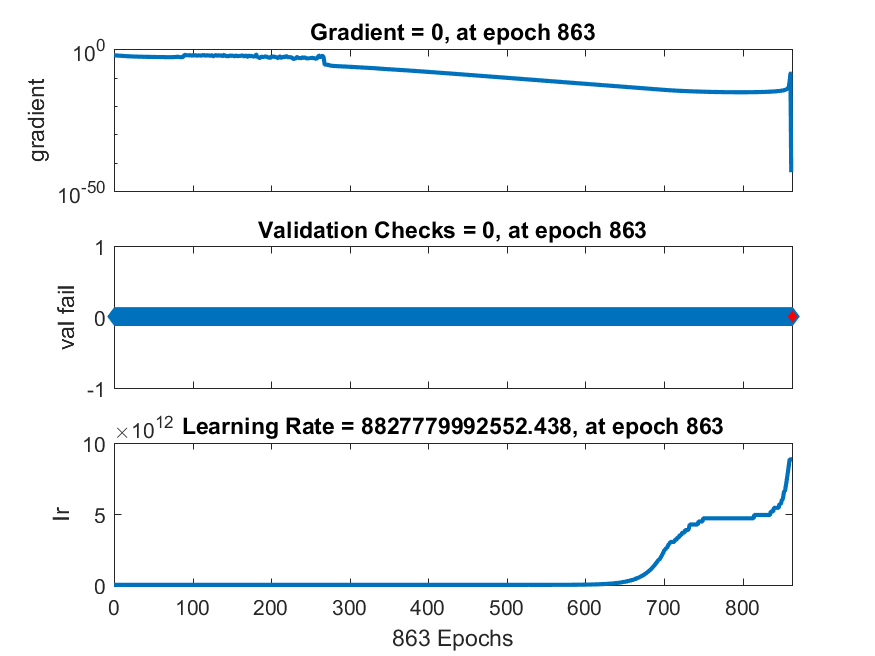 Gradient = 0, at epoch 863
10^0
gradient
10^-50
Validation Checks = 0, at epoch 863
1
val fail
0
-1
×10^12 Learning Rate = 8827779992552.438, at epoch 863
10
lr
5
0
0 100 200 300 400 500 600 700 800
863 Epochs